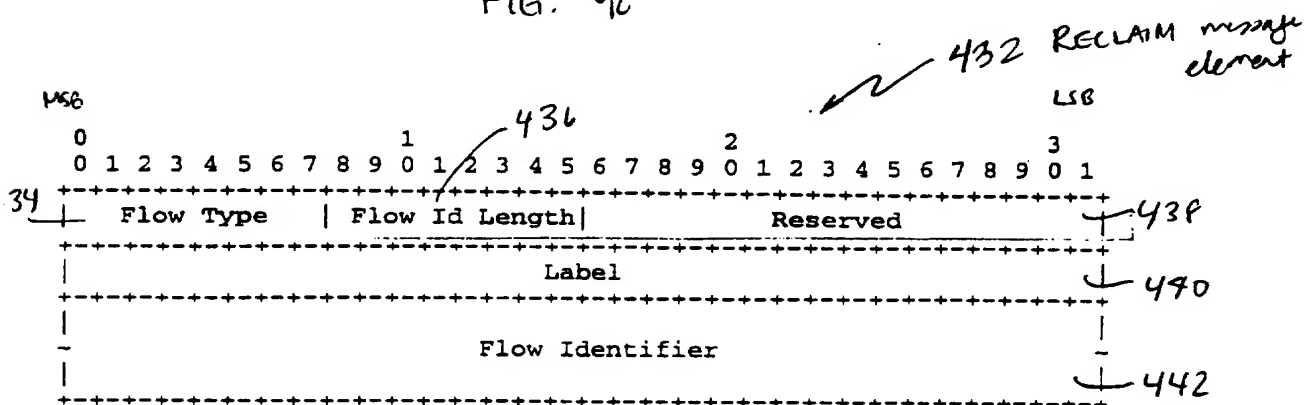 FIG. 9c
432 RECLAIM message
element
MSB LSB
436
0 1 2 3
0 1 2 3 4 5 6 7 8 9 0 1 2 3 4 5 6 7 8 9 0 1 2 3 4 5 6 7 8 9 0 1
34 Flow Type | Flow Id Length| Reserved 438
Label 440
Flow Identifier
442